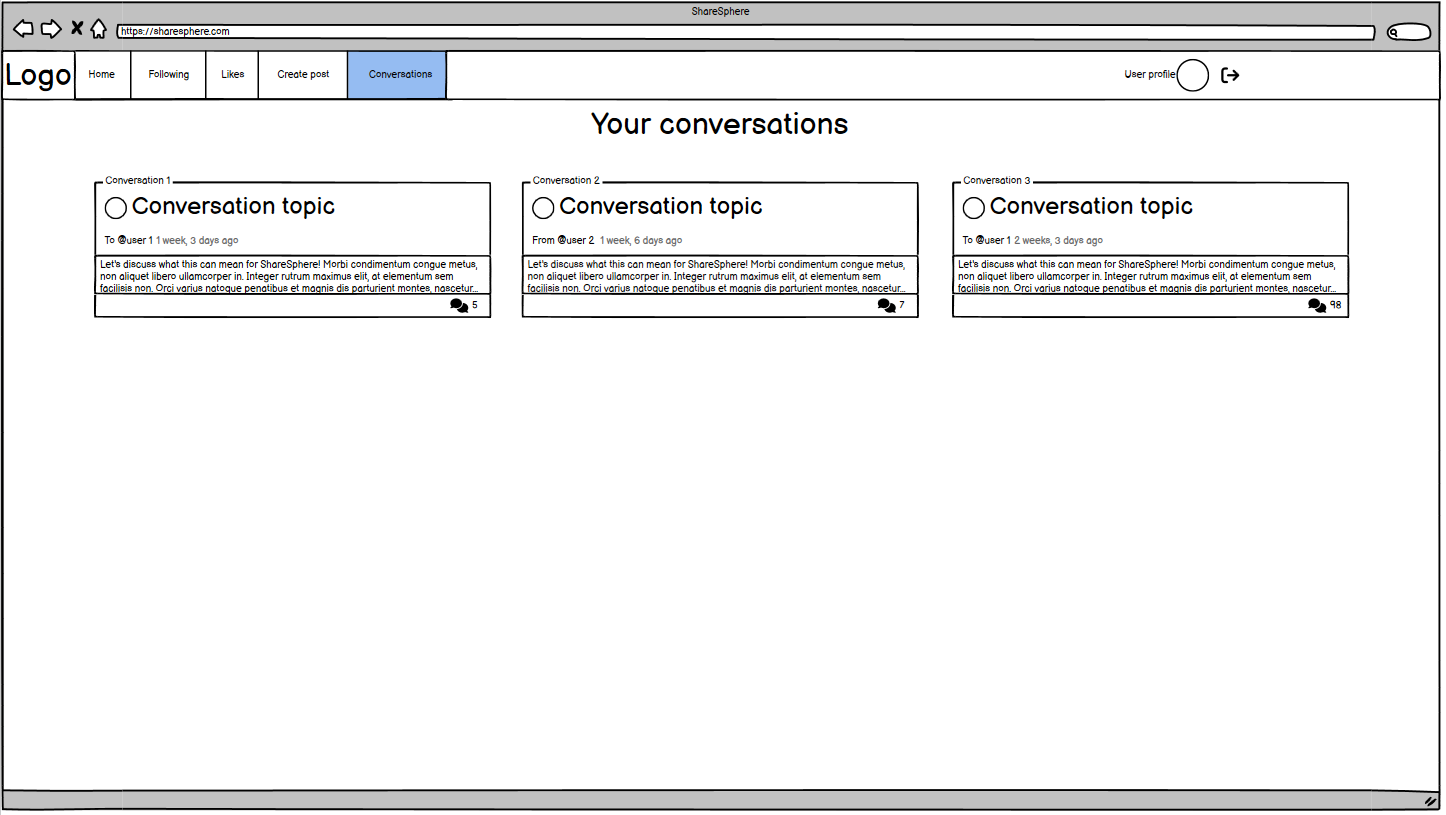 ShareSphere
https://sharesphere.com
Logo
Home
Following
Likes
Create post
Conversations
User profile
Your conversations
Conversation 1
Conversation topic
To @user 1 1 week, 3 days ago
Let's discuss what this can mean for ShareSphere! Morbi condimentum congue metus,
non aliquet libero ullamcorper in. Integer rutrum maximus elit, at elementum sem
facilisis non. Orci varius natoque penatibus et magnis dis parturient montes, nascetur...
5
Conversation 2
Conversation topic
From @user 2 1 week, 6 days ago
Let's discuss what this can mean for ShareSphere! Morbi condimentum congue metus,
non aliquet libero ullamcorper in. Integer rutrum maximus elit, at elementum sem
facilisis non. Orci varius natoque penatibus et magnis dis parturient montes, nascetur...
7
Conversation 3
Conversation topic
To @user 1 2 weeks, 3 days ago
Let's discuss what this can mean for ShareSphere! Morbi condimentum congue metus,
non aliquet libero ullamcorper in. Integer rutrum maximus elit, at elementum sem
facilisis non. Orci varius natoque penatibus et magnis dis parturient montes, nascetur...
98